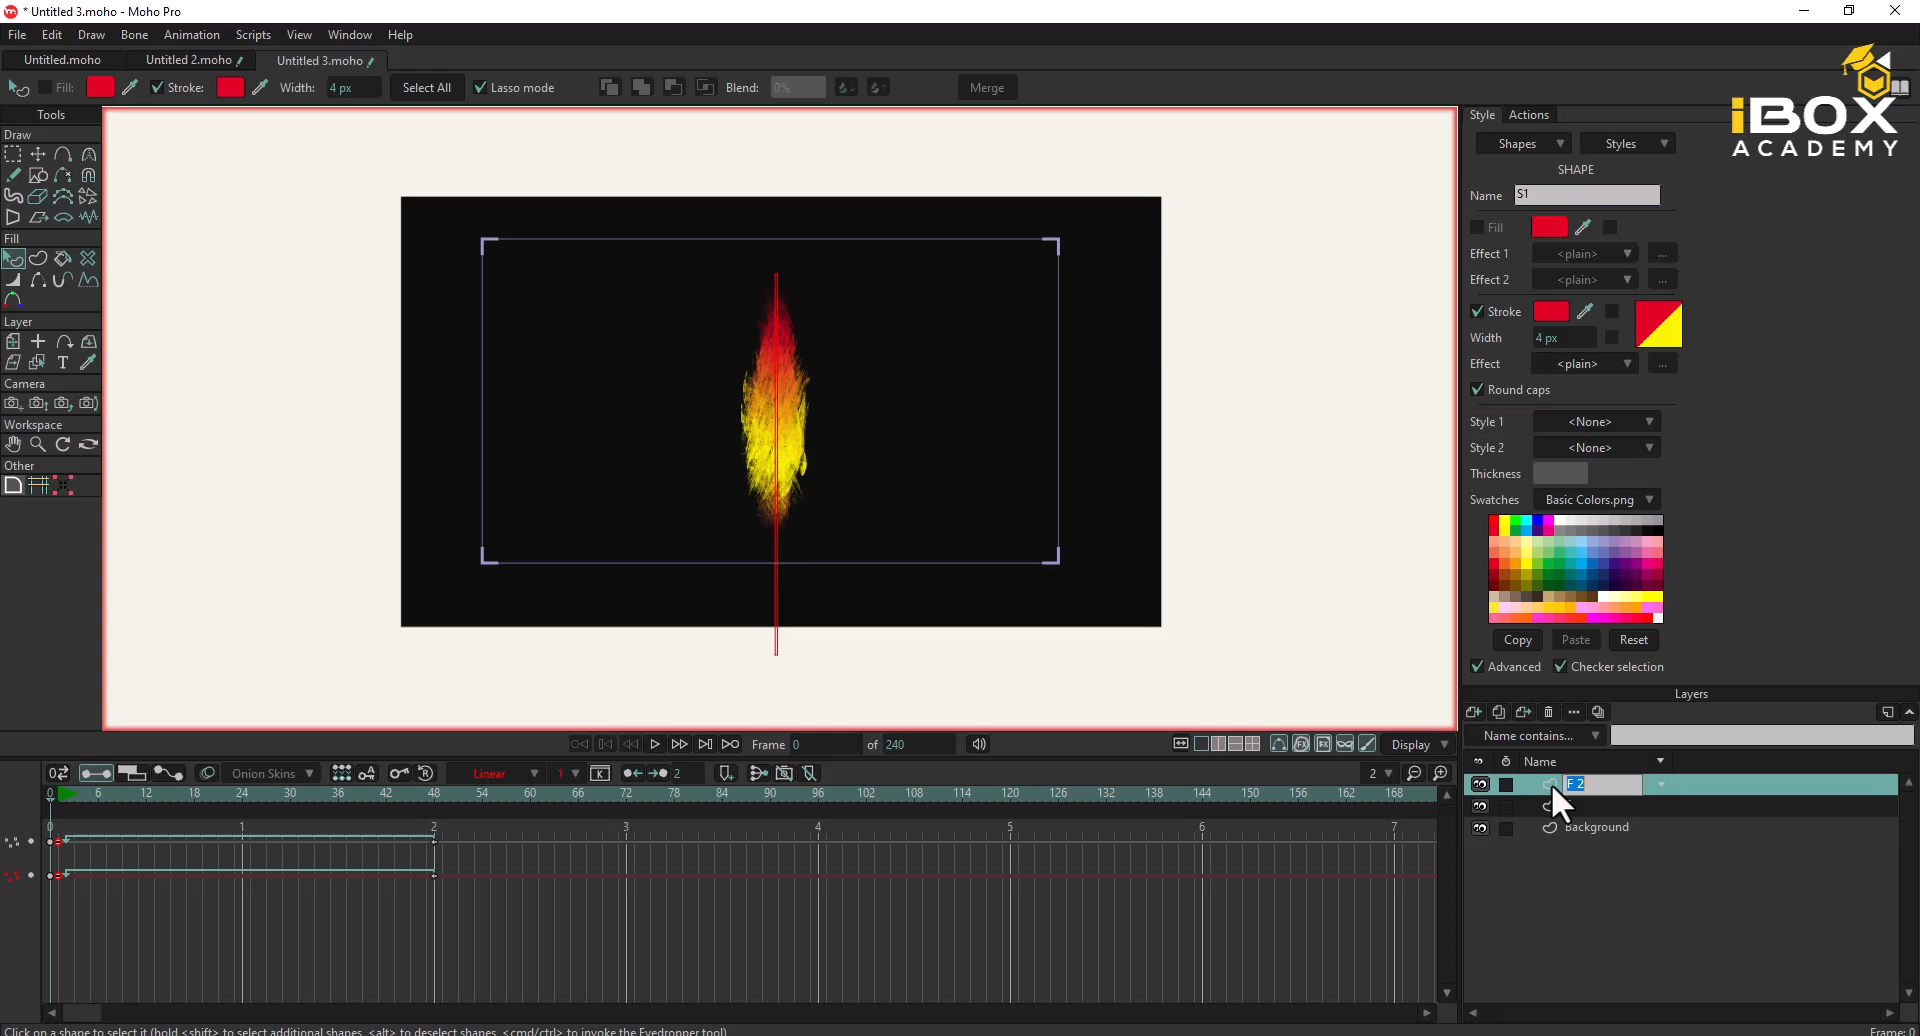 * Untitled 3.moho - Moho Pro
File Edit Draw Bone Animation Scripts View Window Help
Untitled.moho Untitled 2.moho Untitled 3.moho
Fill: Stroke: Width: 4 px Select All Lasso mode Blend: 0% Merge
iBOX
ACADEMY
Tools
Draw
Fill
Layer
Camera
Workspace
Other
Style Actions
Shapes Styles
SHAPE
Name S1
Fill
Effect 1 <plain> ...
Effect 2 <plain> ...
Stroke
Width 4 px
Effect <plain> ...
Round caps
Style 1 <None>
Style 2 <None>
Thickness
Swatches Basic Colors.png
Copy Paste Reset
Advanced Checker selection
Layers
Name contains...
Name
F 2
Background
Frame 0 of 240 Display
Onion Skins Linear 1 K 2 2
0 6 12 18 24 30 36 42 48 54 60 66 72 78 84 90 96 102 108 114 120 126 132 138 144 150 156 162 168
0 1 2 3 4 5 6 7
Click on a shape to select it (hold <shift> to select additional shapes, <alt> to deselect shapes, <cmd/ctrl> to invoke the Eyedropper tool)
Frame: 0